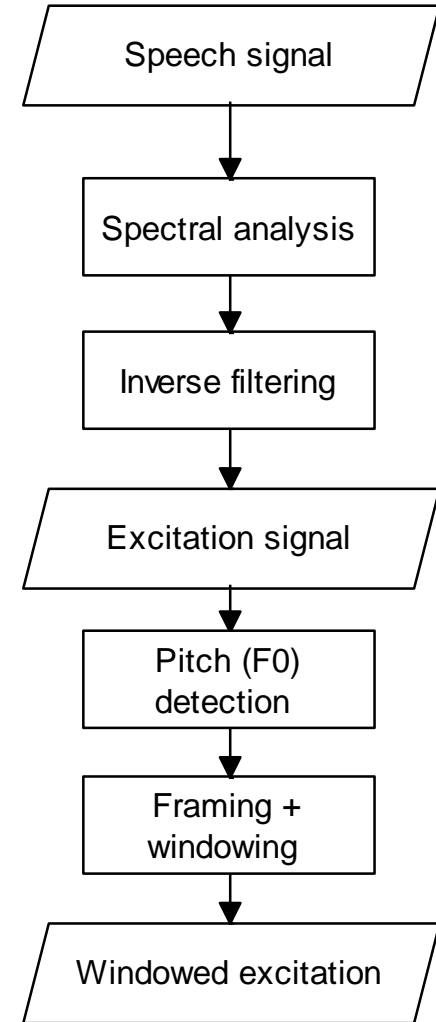 Speech signal
Spectral analysis
Inverse filtering
Excitation signal
Pitch (F0)
detection
Framing +
windowing
Windowed excitation